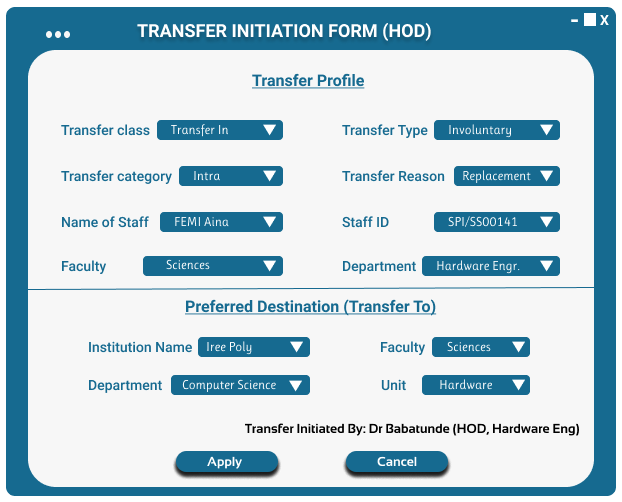 TRANSFER INITIATION FORM (HOD)
X
Transfer Profile
Transfer class Transfer In Transfer Type Involuntary
Transfer category Intra Transfer Reason Replacement
Name of Staff FEMI Aina Staff ID SPI/SS00141
Faculty Sciences Department Hardware Engr.
Preferred Destination (Transfer To)
Institution Name Iree Poly Faculty Sciences
Department Computer Science Unit Hardware
Transfer Initiated By: Dr Babatunde (HOD, Hardware Eng)
Apply Cancel